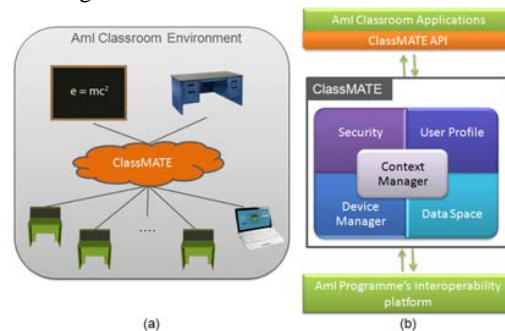 AmI Classroom Environment
e = mc²
ClassMATE
....
(a)
AmI Classroom Applications
ClassMATE API
ClassMATE
Security
User Profile
Context
Manager
Device
Manager
Data Space
AmI Programme's interoperability
platform
(b)